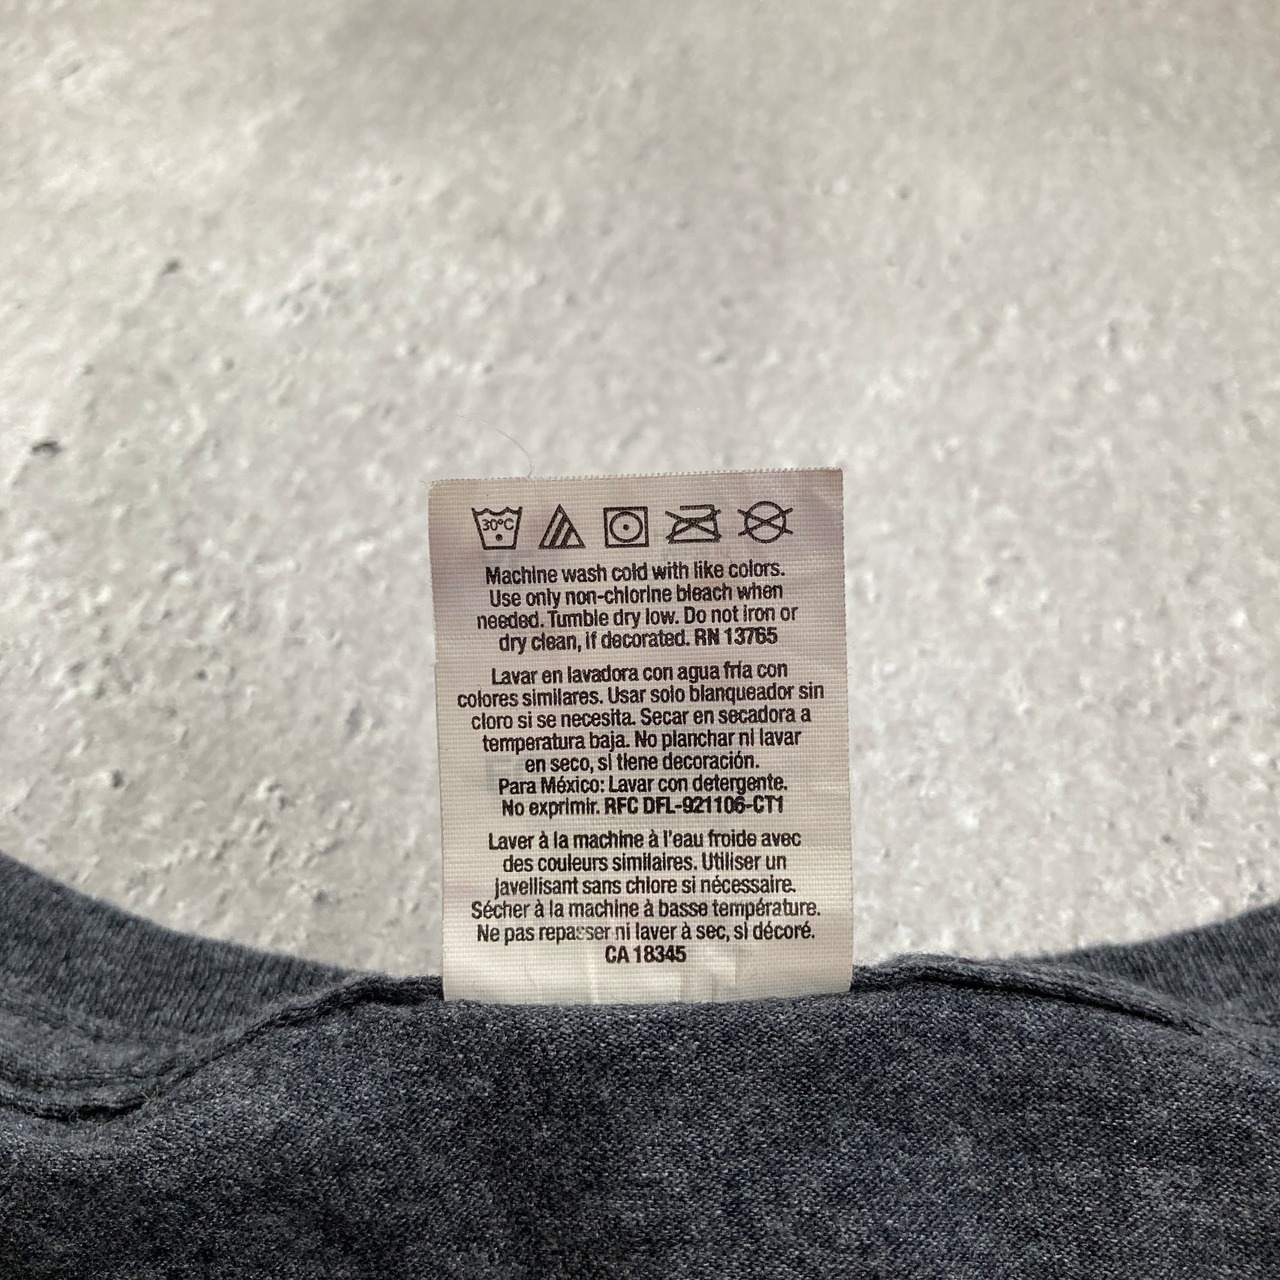 30°C
Machine wash cold with like colors.
Use only non-chlorine bleach when
needed. Tumble dry low. Do not iron or
dry clean, if decorated. RN 13765
Lavar en lavadora con agua fría con
colores similares. Usar solo blanqueador sin
cloro si se necesita. Secar en secadora a
temperatura baja. No planchar ni lavar
en seco, si tiene decoración.
Para México: Lavar con detergente.
No exprimir. RFC DFL-921106-CT1
Laver à la machine à l'eau froide avec
des couleurs similaires. Utiliser un
javellisant sans chlore si nécessaire.
Sécher à la machine à basse température.
Ne pas repasser ni laver à sec, si décoré.
CA 18345